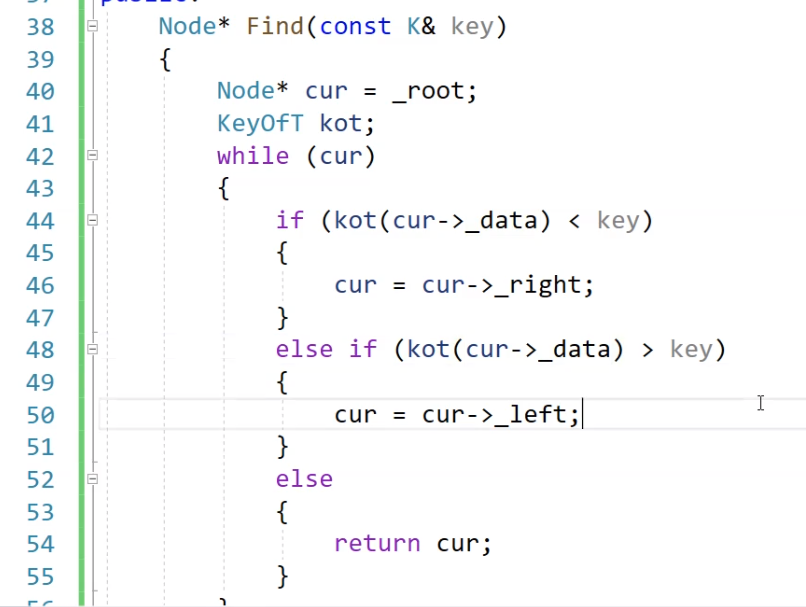 37 public:
38 Node* Find(const K& key)
39 {
40 Node* cur = _root;
41 KeyOfT kot;
42 while (cur)
43 {
44 if (kot(cur->_data) < key)
45 {
46 cur = cur->_right;
47 }
48 else if (kot(cur->_data) > key)
49 {
50 cur = cur->_left;
51 }
52 else
53 {
54 return cur;
55 }
56 }